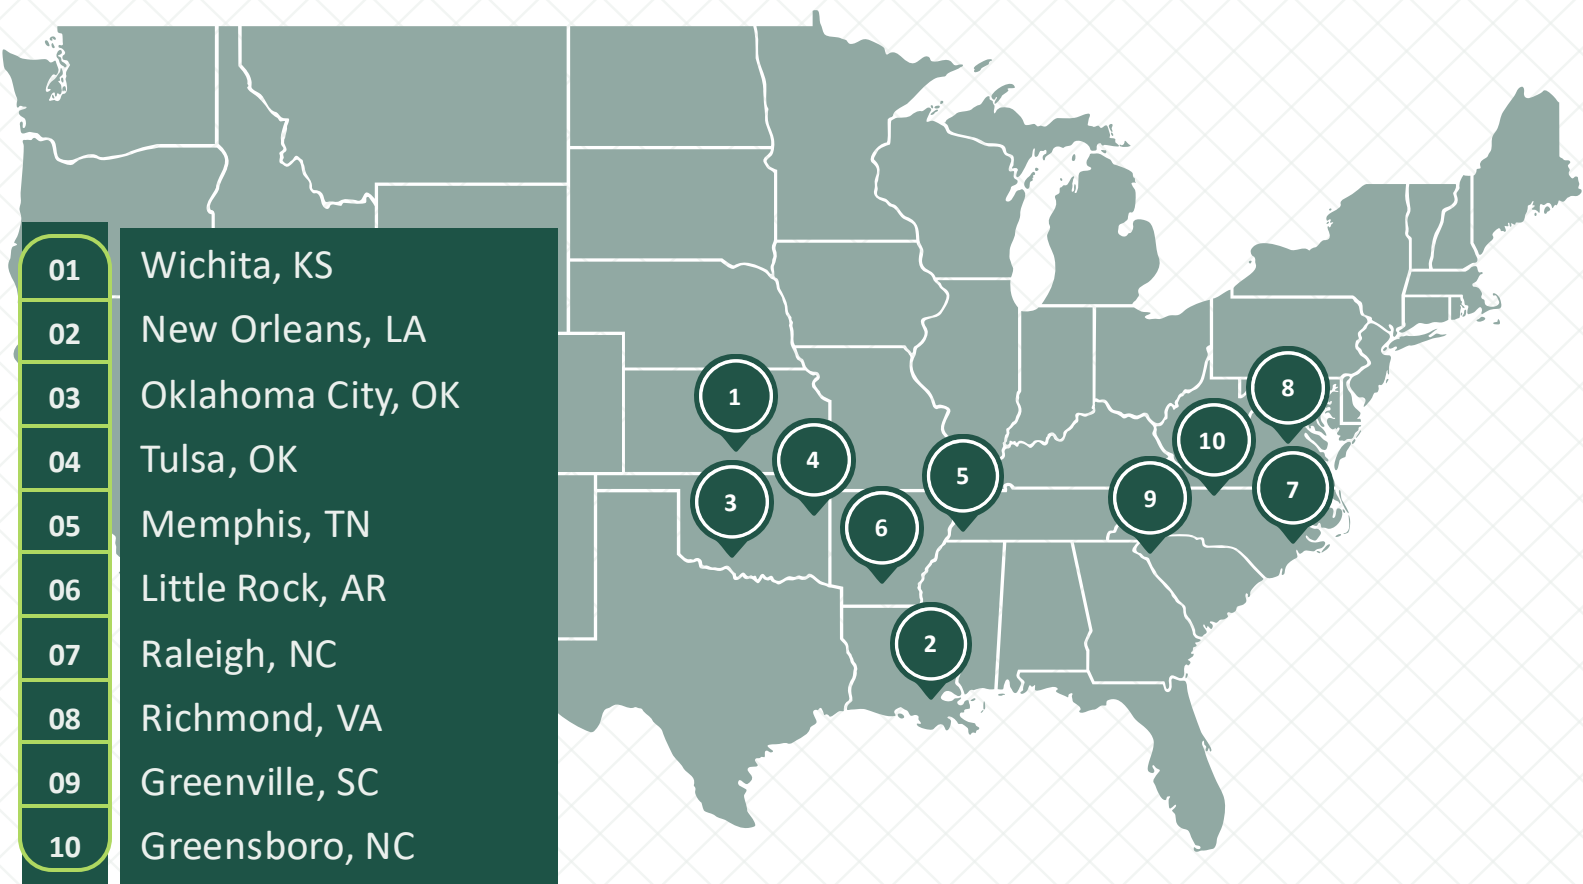 01 Wichita, KS
02 New Orleans, LA
03 Oklahoma City, OK
04 Tulsa, OK
05 Memphis, TN
06 Little Rock, AR
07 Raleigh, NC
08 Richmond, VA
09 Greenville, SC
10 Greensboro, NC
1
8
10
4
5
7
9
3
6
2